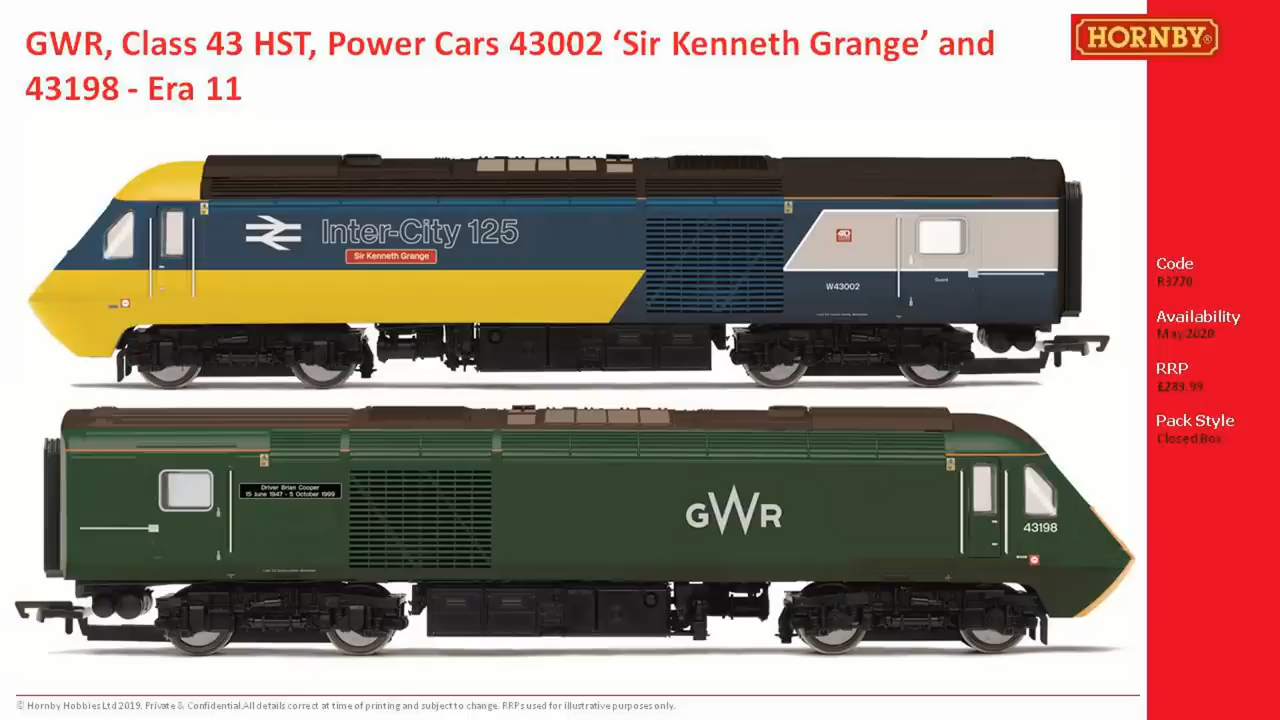 GWR, Class 43 HST, Power Cars 43002 ‘Sir Kenneth Grange’ and
43198 - Era 11
HORNBY®
Inter-City 125
Sir Kenneth Grange
40
W43002
Guard
Code
R3770
Availability
May 2020
RRP
£289.99
Pack Style
Closed Box
Driver Brian Cooper
15 June 1947 - 5 October 1999
GWR
43198
© Hornby Hobbies Ltd 2019. Private & Confidential.All details correct at time of printing and subject to change. RRPs used for illustrative purposes only.